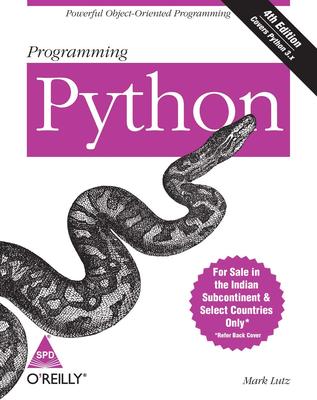 Powerful Object-Oriented Programming
4th Edition
Covers Python 3.x
Programming
Python
For Sale in
the Indian
Subcontinent &
Select Countries
Only*
*Refer Back Cover
SPD
O'REILLY®
Mark Lutz